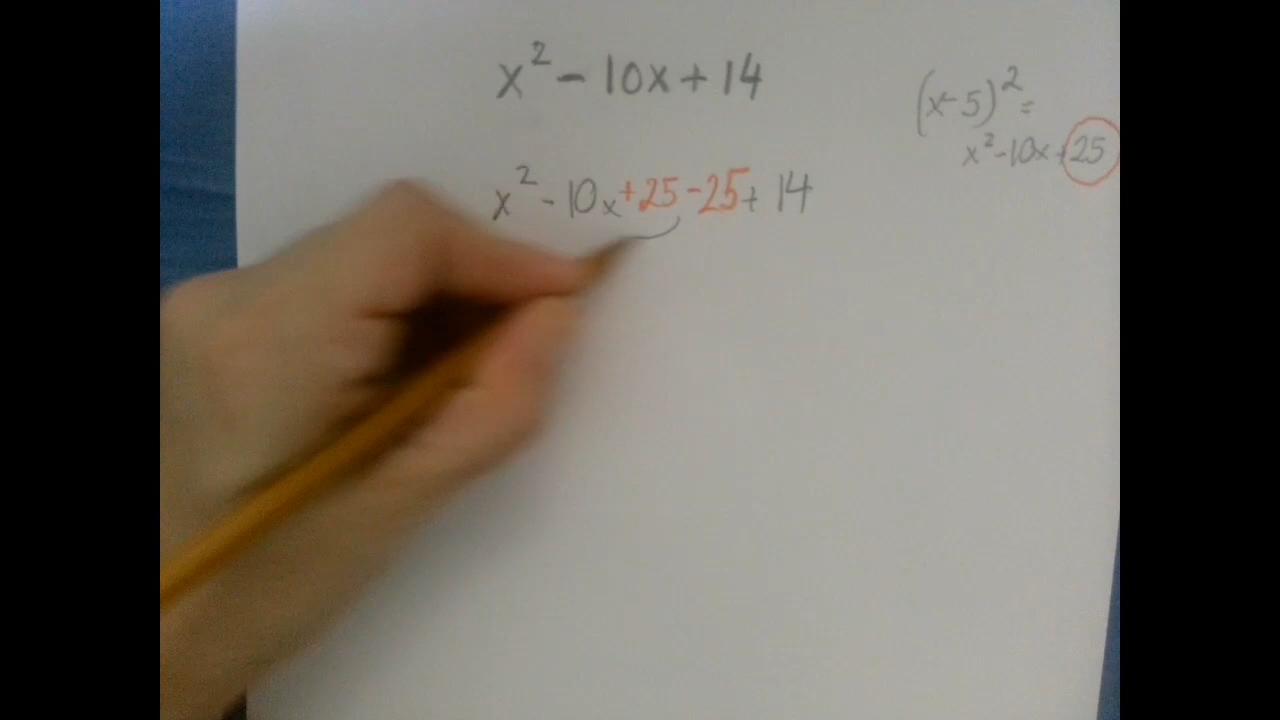 x² - 10x + 14
(x-5)² =
x² - 10x + 25
x² - 10x + 25 - 25 + 14